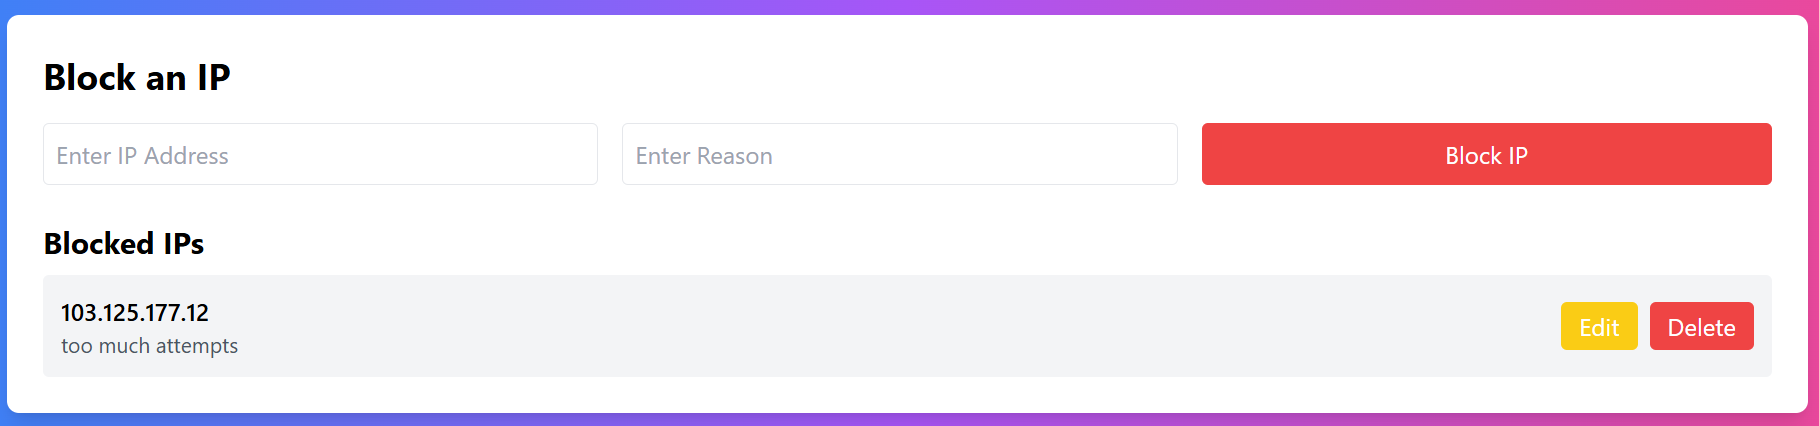 Block an IP
Enter IP Address
Enter Reason
Block IP
Blocked IPs
103.125.177.12
too much attempts
Edit
Delete